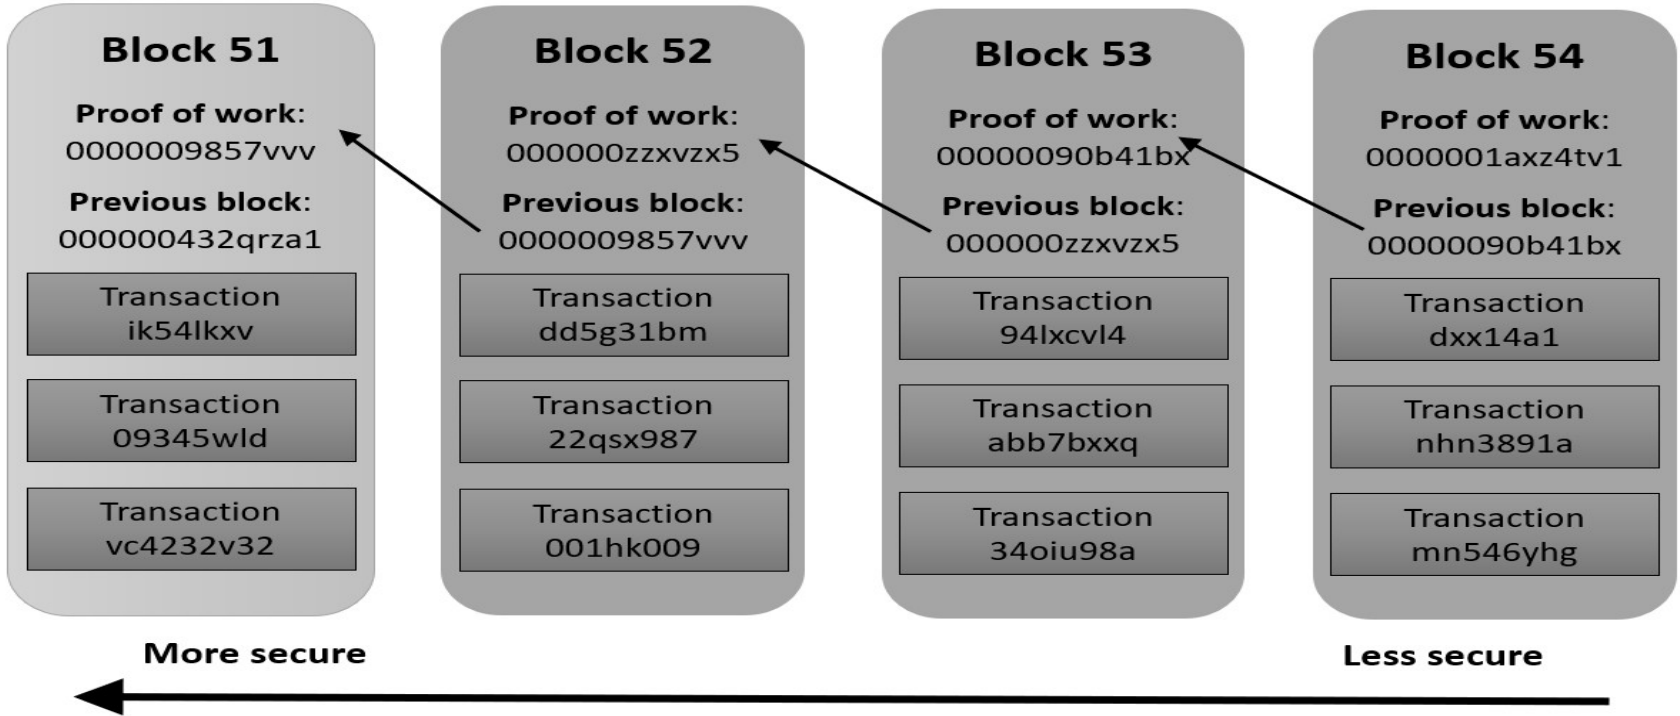 Block 51
Proof of work:
0000009857vvv
Previous block:
000000432qrza1
Transaction
ik54lkxv
Transaction
09345wld
Transaction
vc4232v32
Block 52
Proof of work:
000000zzxvzx5
Previous block:
0000009857vvv
Transaction
dd5g31bm
Transaction
22qsx987
Transaction
001hk009
Block 53
Proof of work:
00000090b41bx
Previous block:
000000zzxvzx5
Transaction
94lxcvl4
Transaction
abb7bxxq
Transaction
34oiu98a
Block 54
Proof of work:
0000001axz4tv1
Previous block:
00000090b41bx
Transaction
dxx14a1
Transaction
nhn3891a
Transaction
mn546yhg
More secure
Less secure